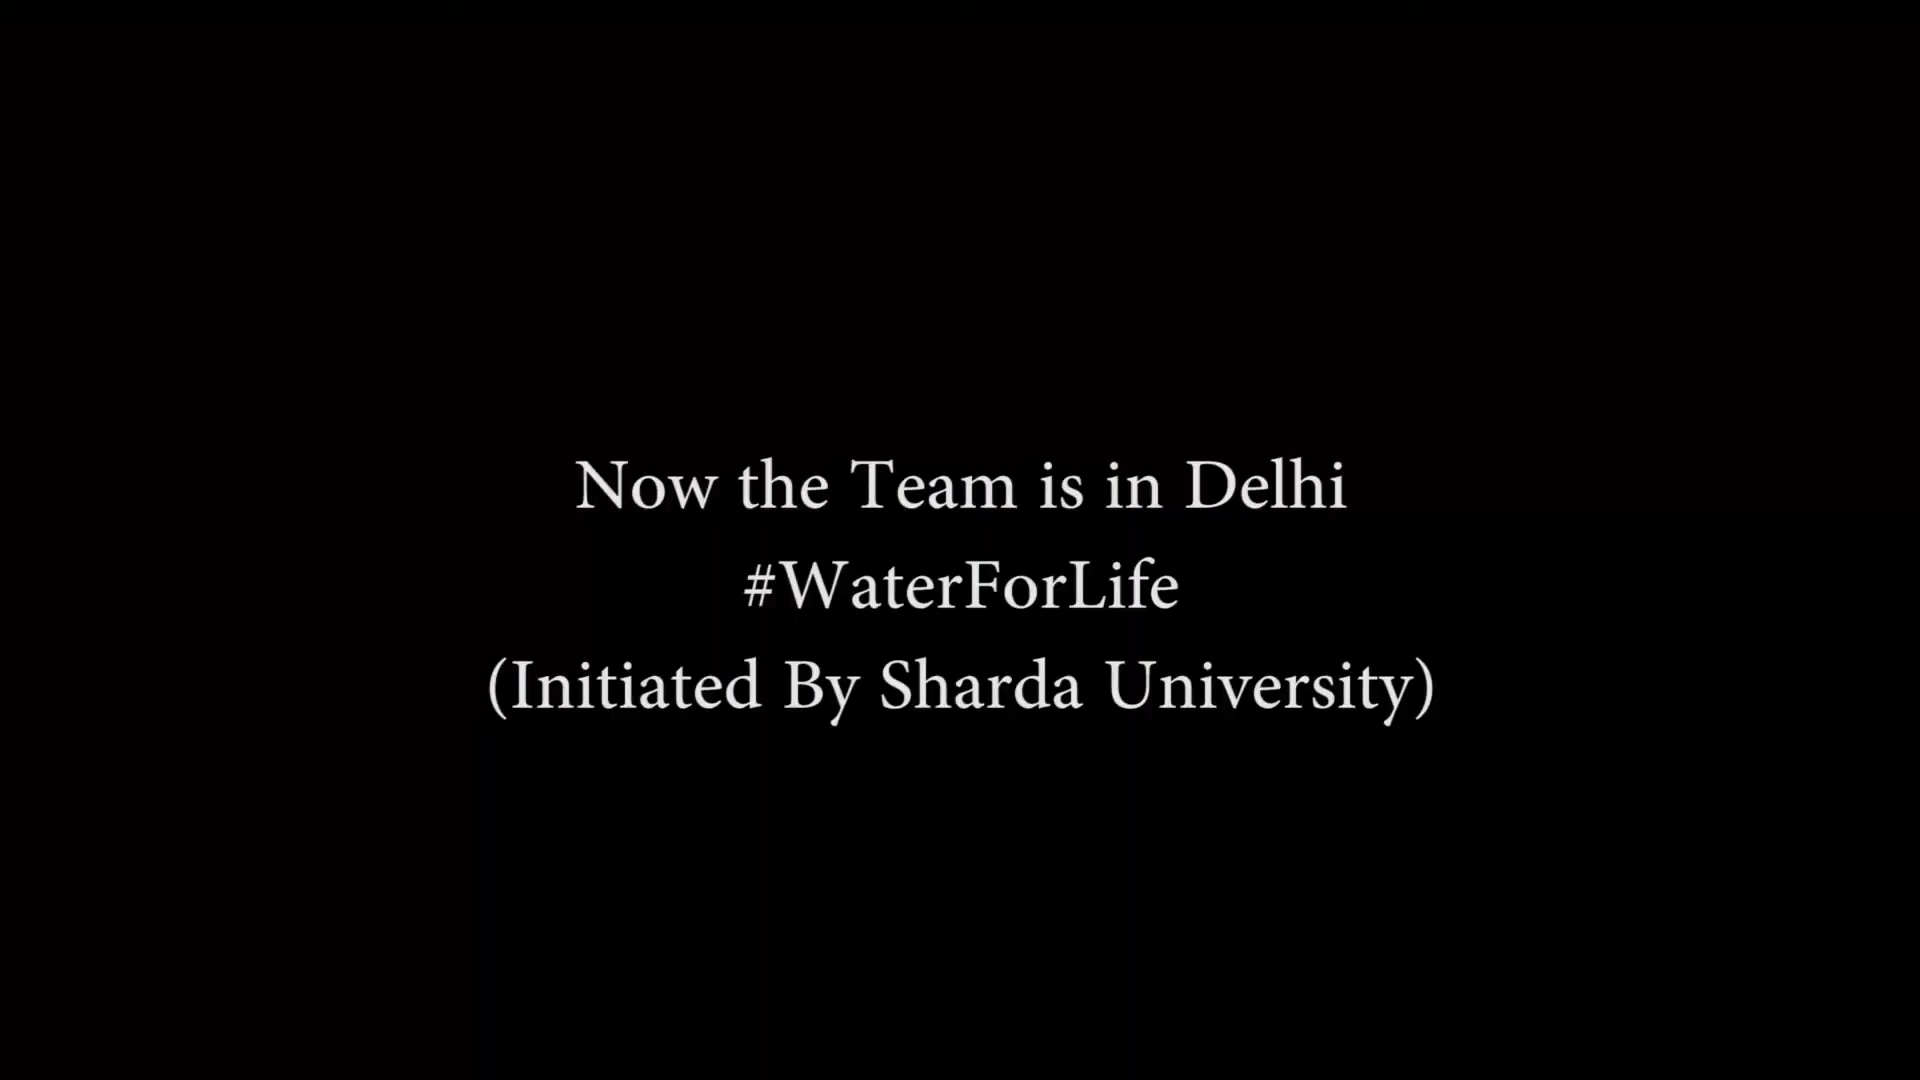 Now the Team is in Delhi
#WaterForLife
(Initiated By Sharda University)